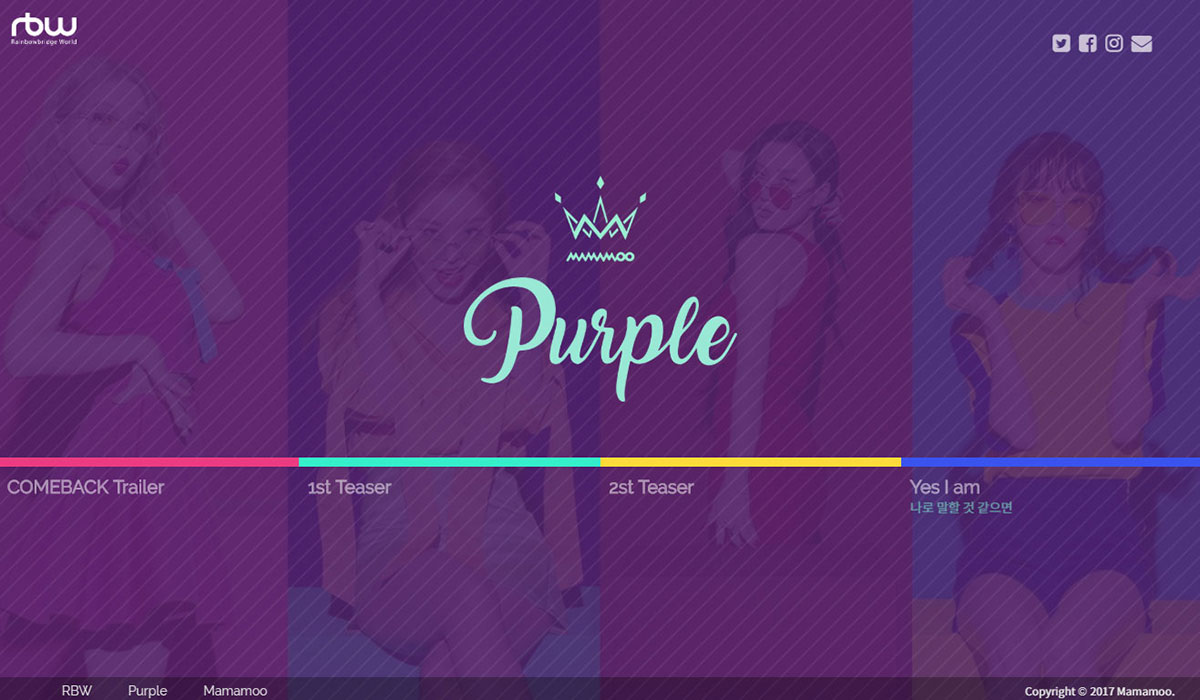 rbw
Rainbowbridge World
MAMAMOO
Purple
COMEBACK Trailer
1st Teaser
2st Teaser
Yes I am
나로 말할 것 같으면
RBW
Purple
Mamamoo
Copyright © 2017 Mamamoo.